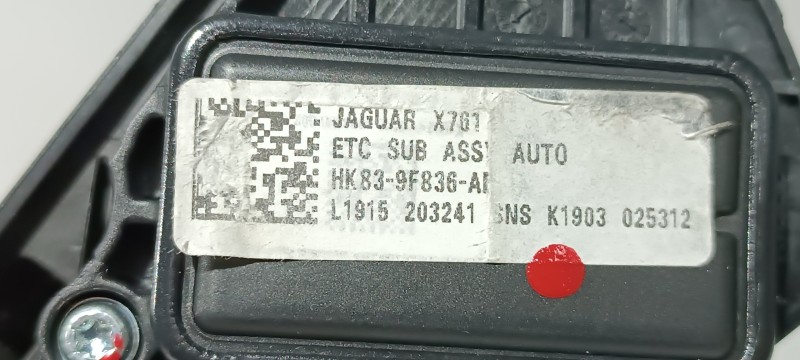 JAGUAR X761
ETC SUB ASSY AUTO
HK83-9F836-A
L1915 203241 SNS K1903 025312